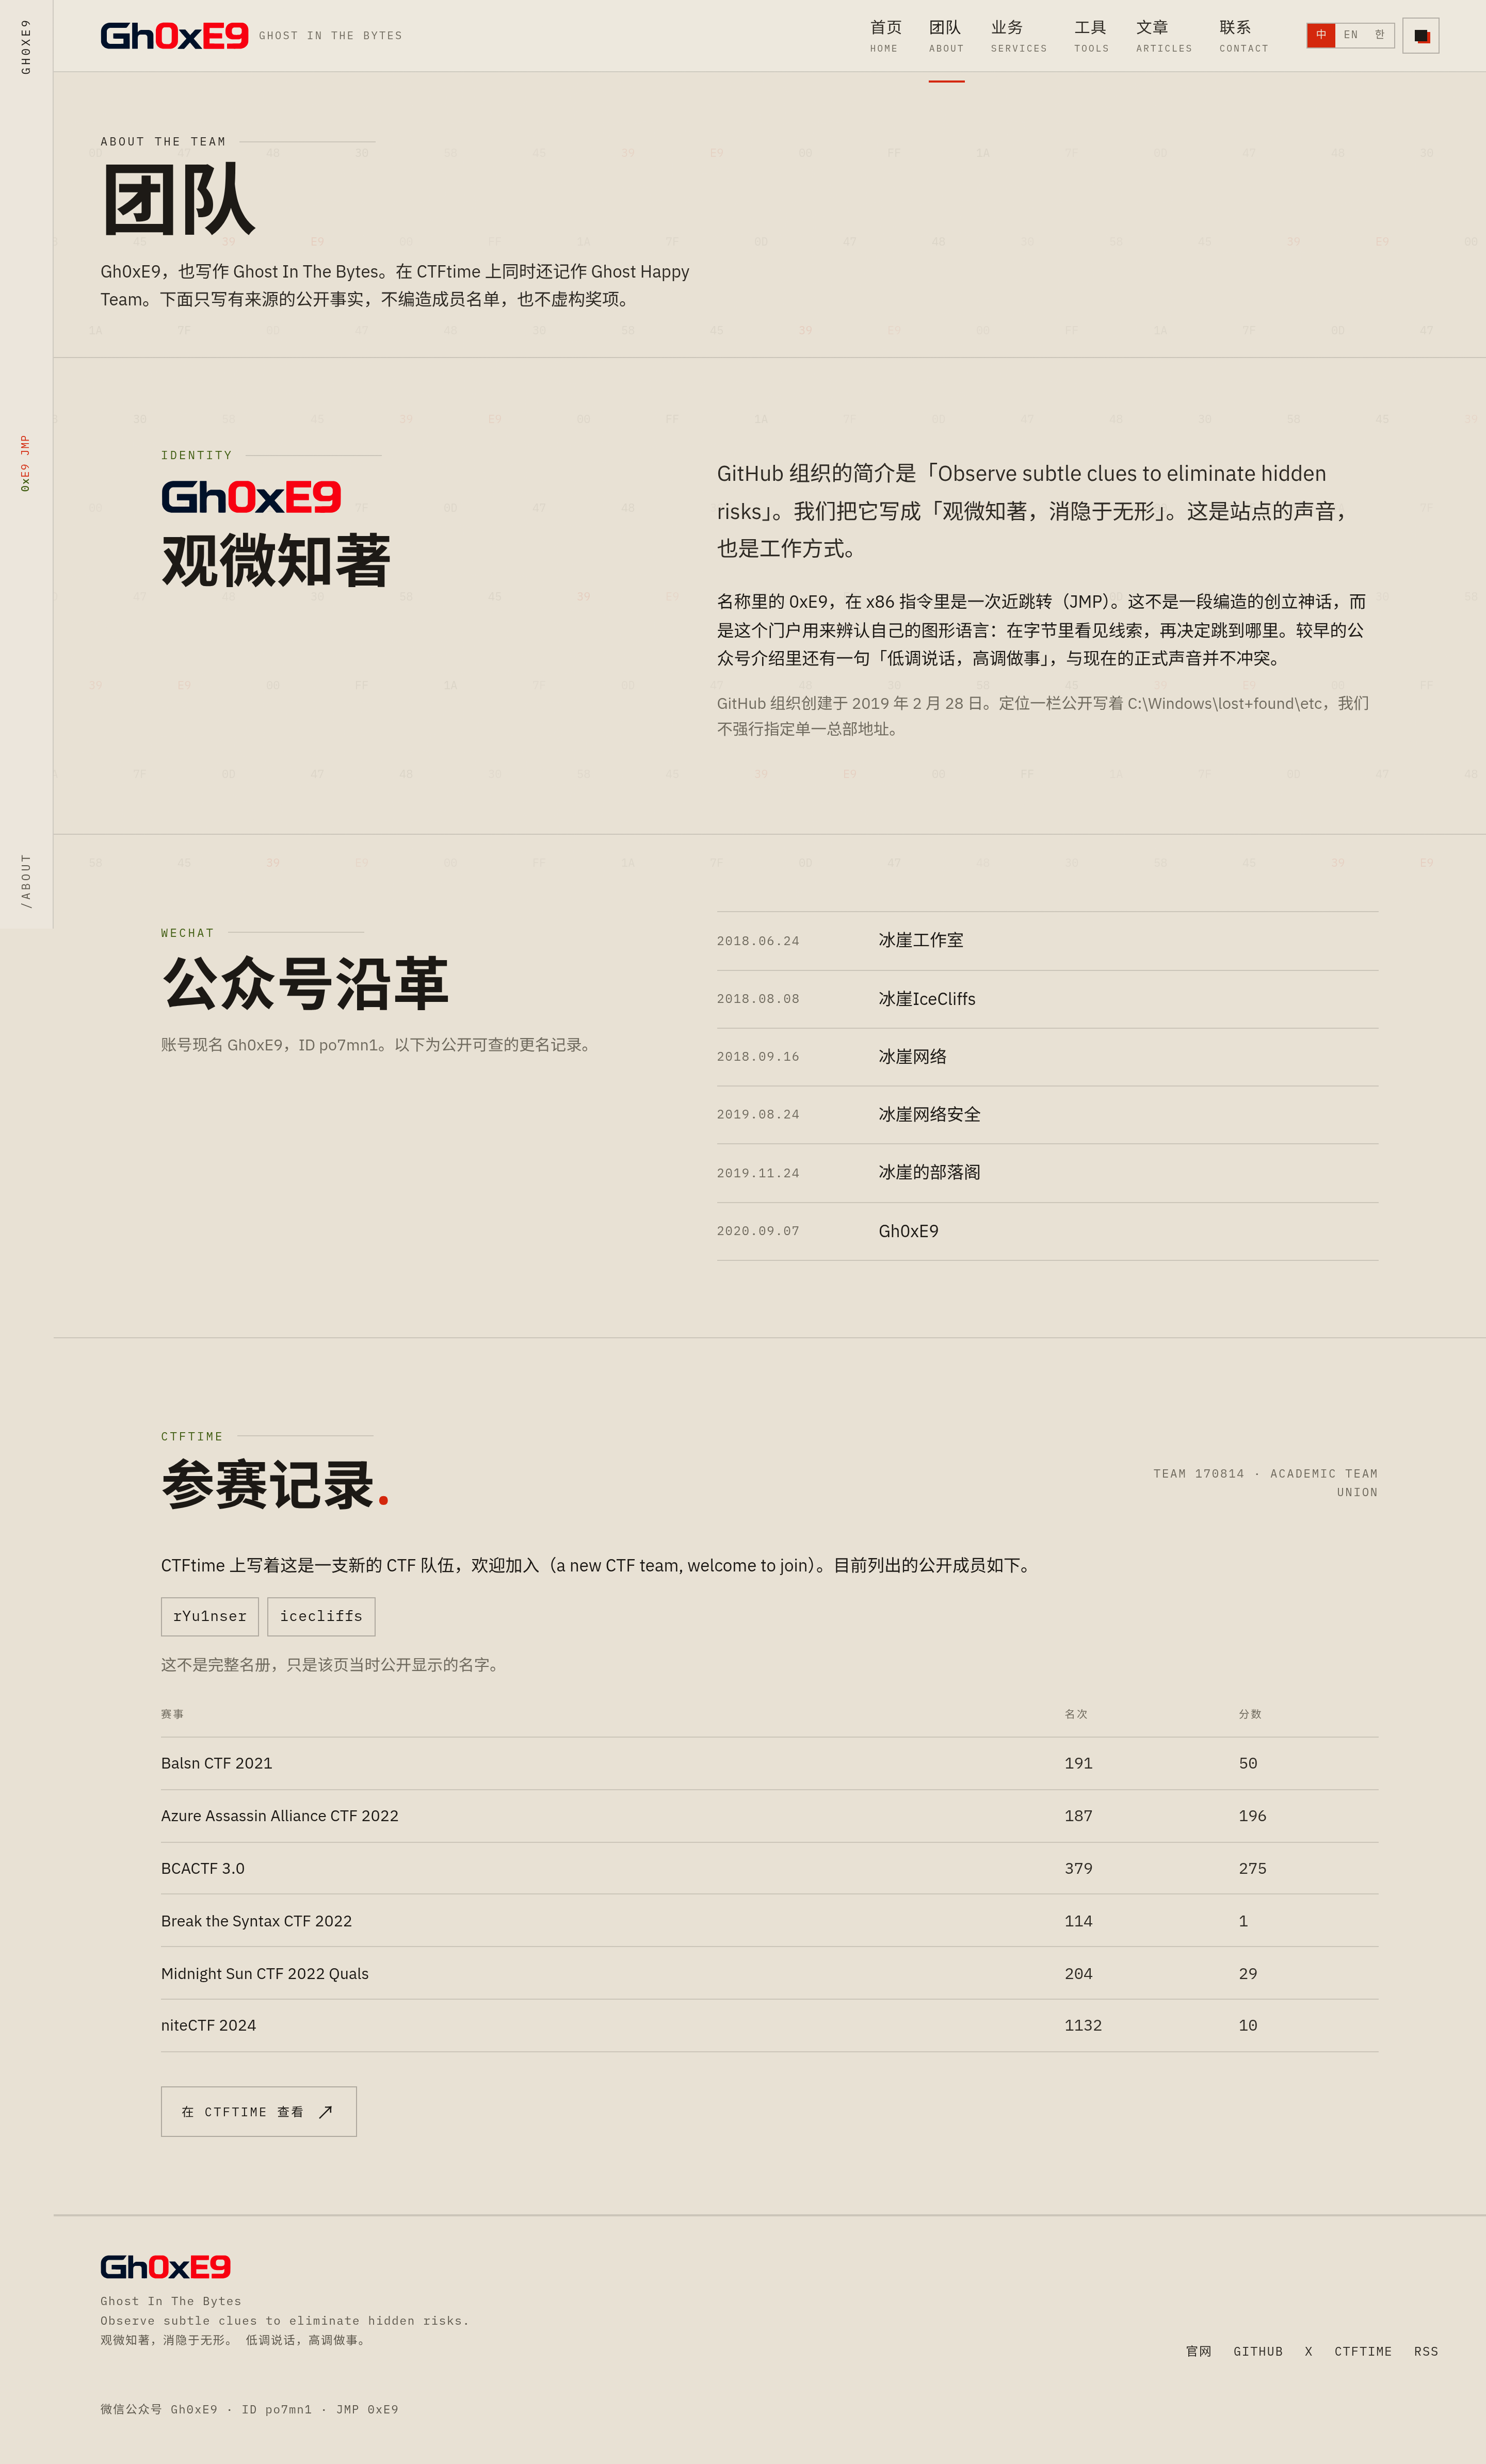 GH0XE9
0xE9 JMP
/ABOUT
Gh0xE9 GHOST IN THE BYTES
首页 团队 业务 工具 文章 联系
HOME ABOUT SERVICES TOOLS ARTICLES CONTACT
中 EN 한
ABOUT THE TEAM
团队
Gh0xE9，也写作 Ghost In The Bytes。在 CTFtime 上同时还记作 Ghost Happy
Team。下面只写有来源的公开事实，不编造成员名单，也不虚构奖项。
IDENTITY
Gh0xE9
观微知著
GitHub 组织的简介是「Observe subtle clues to eliminate hidden
risks」。我们把它写成「观微知著，消隐于无形」。这是站点的声音，
也是工作方式。
名称里的 0xE9，在 x86 指令里是一次近跳转（JMP）。这不是一段编造的创立神话，而
是这个门户用来辨认自己的图形语言：在字节里看见线索，再决定跳到哪里。较早的公
众号介绍里还有一句「低调说话，高调做事」，与现在的正式声音并不冲突。
GitHub 组织创建于 2019 年 2 月 28 日。定位一栏公开写着 C:\Windows\lost+found\etc，我们
不强行指定单一总部地址。
WECHAT
公众号沿革
账号现名 Gh0xE9，ID po7mn1。以下为公开可查的更名记录。
2018.06.24 冰崖工作室
2018.08.08 冰崖IceCliffs
2018.09.16 冰崖网络
2019.08.24 冰崖网络安全
2019.11.24 冰崖的部落阁
2020.09.07 Gh0xE9
CTFTIME
参赛记录.
TEAM 170814 · ACADEMIC TEAM
UNION
CTFtime 上写着这是一支新的 CTF 队伍，欢迎加入（a new CTF team, welcome to join）。目前列出的公开成员如下。
rYu1nser icecliffs
这不是完整名册，只是该页当时公开显示的名字。
赛事 名次 分数
Balsn CTF 2021 191 50
Azure Assassin Alliance CTF 2022 187 196
BCACTF 3.0 379 275
Break the Syntax CTF 2022 114 1
Midnight Sun CTF 2022 Quals 204 29
niteCTF 2024 1132 10
在 CTFTIME 查看 ↗
Gh0xE9
Ghost In The Bytes
Observe subtle clues to eliminate hidden risks.
观微知著，消隐于无形。 低调说话，高调做事。
官网 GITHUB X CTFTIME RSS
微信公众号 Gh0xE9 · ID po7mn1 · JMP 0xE9